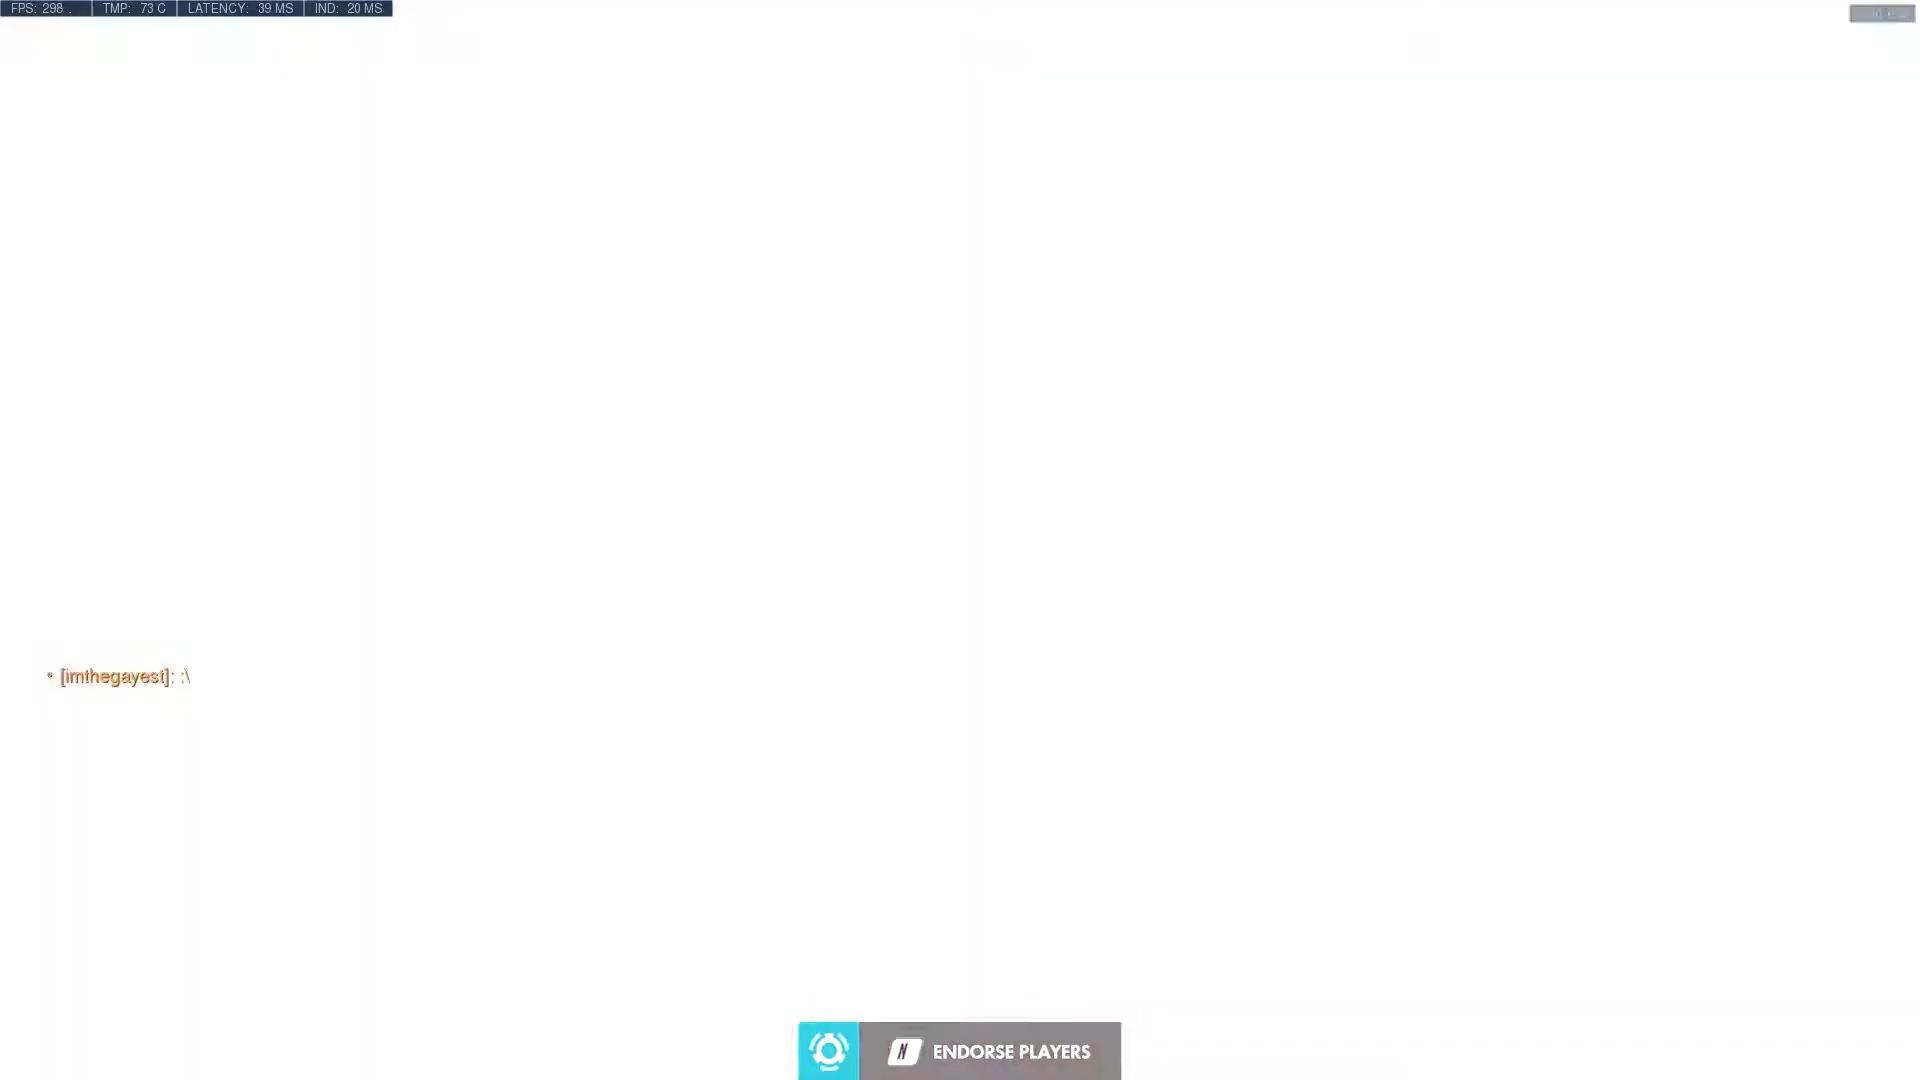 FPS: 298 . TMP: 73 C LATENCY: 39 MS IND: 20 MS
• [imthegayest]: :\
N ENDORSE PLAYERS